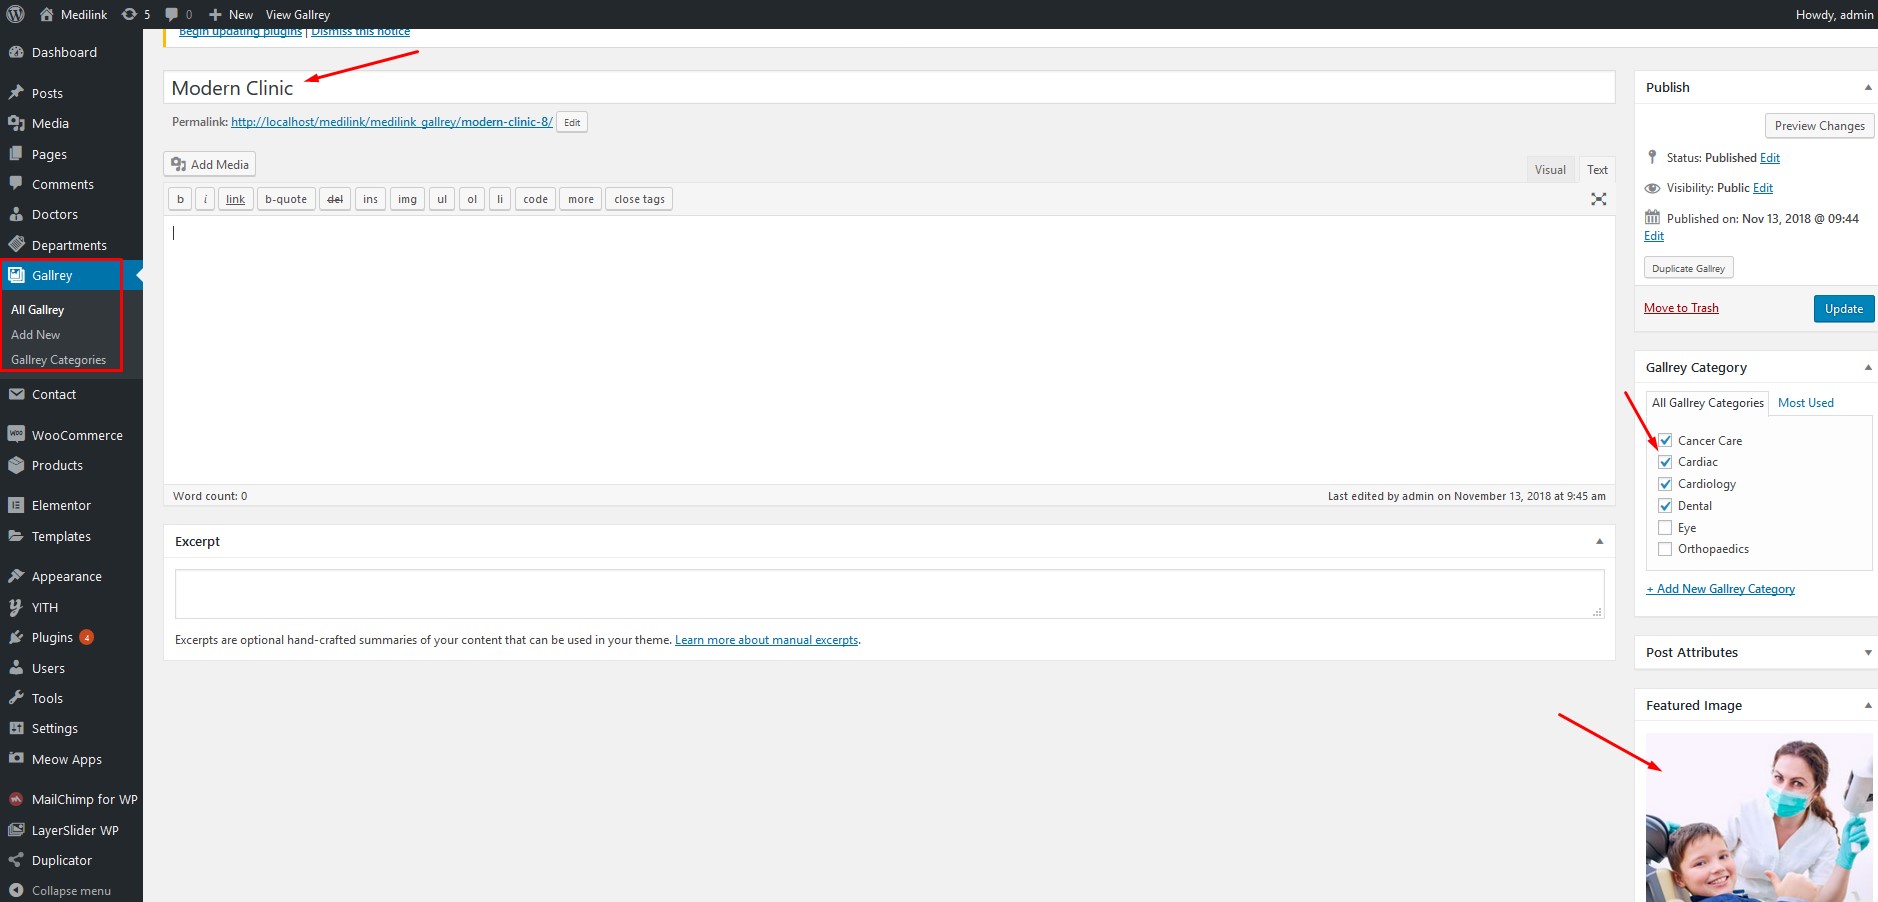 Medilink 5 0 New View Gallrey Howdy, admin
Dashboard
Posts
Media
Pages
Comments
Doctors
Departments
Gallrey
All Gallrey
Add New
Gallrey Categories
Contact
WooCommerce
Products
Elementor
Templates
Appearance
YITH
Plugins 4
Users
Tools
Settings
Meow Apps
MailChimp for WP
LayerSlider WP
Duplicator
Collapse menu
Begin updating plugins | Dismiss this notice
Modern Clinic
Permalink: http://localhost/medilink/medilink_gallrey/modern-clinic-8/ Edit
Add Media
Visual Text
b i link b-quote del ins img ul ol li code more close tags
Word count: 0 Last edited by admin on November 13, 2018 at 9:45 am
Excerpt
Excerpts are optional hand-crafted summaries of your content that can be used in your theme. Learn more about manual excerpts.
Publish
Preview Changes
Status: Published Edit
Visibility: Public Edit
Published on: Nov 13, 2018 @ 09:44
Edit
Duplicate Gallrey
Move to Trash Update
Gallrey Category
All Gallrey Categories Most Used
Cancer Care
Cardiac
Cardiology
Dental
Eye
Orthopaedics
+ Add New Gallrey Category
Post Attributes
Featured Image